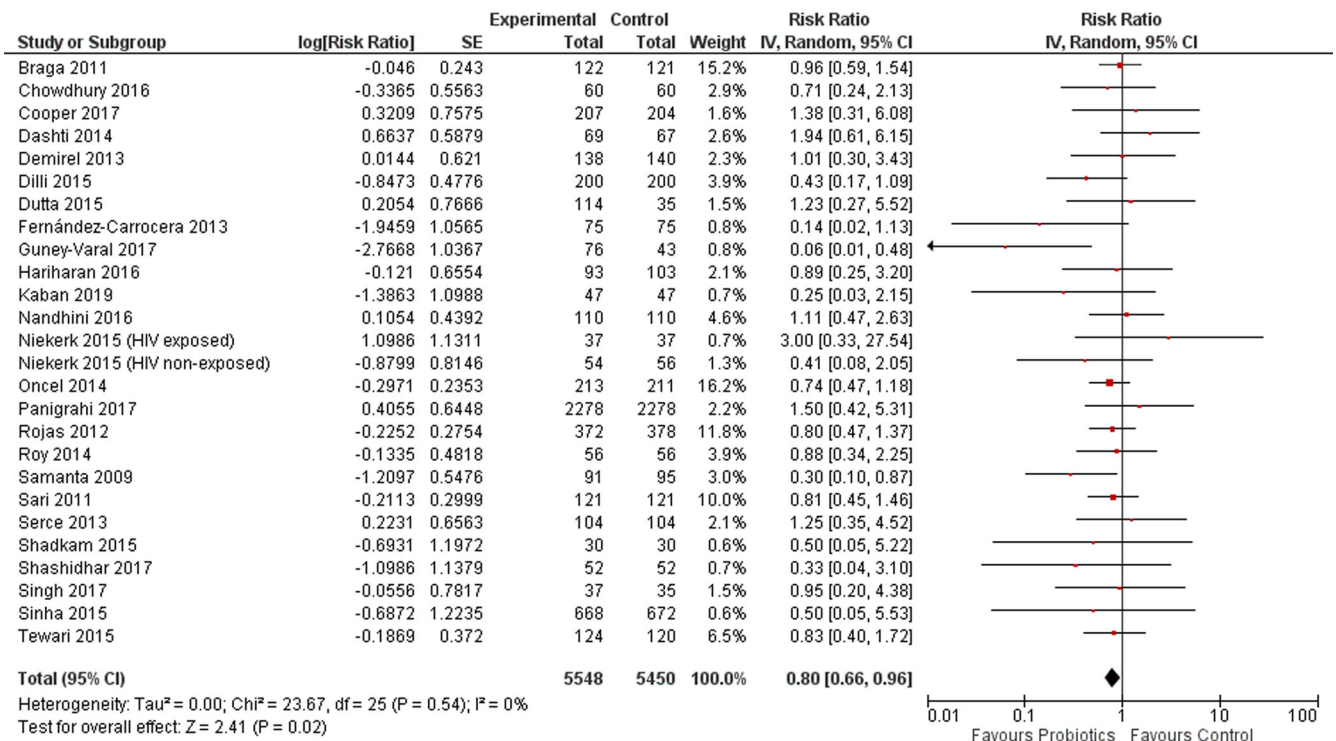 Experimental Control Risk Ratio Risk Ratio
Study or Subgroup log[Risk Ratio] SE Total Total Weight IV, Random, 95% CI IV, Random, 95% CI
Braga 2011 -0.046 0.243 122 121 15.2% 0.96 [0.59, 1.54]
Chowdhury 2016 -0.3365 0.5563 60 60 2.9% 0.71 [0.24, 2.13]
Cooper 2017 0.3209 0.7575 207 204 1.6% 1.38 [0.31, 6.08]
Dashti 2014 0.6637 0.5879 69 67 2.6% 1.94 [0.61, 6.15]
Demirel 2013 0.0144 0.621 138 140 2.3% 1.01 [0.30, 3.43]
Dilli 2015 -0.8473 0.4776 200 200 3.9% 0.43 [0.17, 1.09]
Dutta 2015 0.2054 0.7666 114 35 1.5% 1.23 [0.27, 5.52]
Fernández-Carrocera 2013 -1.9459 1.0565 75 75 0.8% 0.14 [0.02, 1.13]
Guney-Varal 2017 -2.7668 1.0367 76 43 0.8% 0.06 [0.01, 0.48]
Hariharan 2016 -0.121 0.6554 93 103 2.1% 0.89 [0.25, 3.20]
Kaban 2019 -1.3863 1.0988 47 47 0.7% 0.25 [0.03, 2.15]
Nandhini 2016 0.1054 0.4392 110 110 4.6% 1.11 [0.47, 2.63]
Niekerk 2015 (HIV exposed) 1.0986 1.1311 37 37 0.7% 3.00 [0.33, 27.54]
Niekerk 2015 (HIV non-exposed) -0.8799 0.8146 54 56 1.3% 0.41 [0.08, 2.05]
Oncel 2014 -0.2971 0.2353 213 211 16.2% 0.74 [0.47, 1.18]
Panigrahi 2017 0.4055 0.6448 2278 2278 2.2% 1.50 [0.42, 5.31]
Rojas 2012 -0.2252 0.2754 372 378 11.8% 0.80 [0.47, 1.37]
Roy 2014 -0.1335 0.4818 56 56 3.9% 0.88 [0.34, 2.25]
Samanta 2009 -1.2097 0.5476 91 95 3.0% 0.30 [0.10, 0.87]
Sari 2011 -0.2113 0.2999 121 121 10.0% 0.81 [0.45, 1.46]
Serce 2013 0.2231 0.6563 104 104 2.1% 1.25 [0.35, 4.52]
Shadkam 2015 -0.6931 1.1972 30 30 0.6% 0.50 [0.05, 5.22]
Shashidhar 2017 -1.0986 1.1379 52 52 0.7% 0.33 [0.04, 3.10]
Singh 2017 -0.0556 0.7817 37 35 1.5% 0.95 [0.20, 4.38]
Sinha 2015 -0.6872 1.2235 668 672 0.6% 0.50 [0.05, 5.53]
Tewari 2015 -0.1869 0.372 124 120 6.5% 0.83 [0.40, 1.72]
Total (95% CI) 5548 5450 100.0% 0.80 [0.66, 0.96]
Heterogeneity: Tau² = 0.00; Chi² = 23.67, df = 25 (P = 0.54); I² = 0%
Test for overall effect: Z = 2.41 (P = 0.02)
0.01 0.1 1 10 100
Favours Probiotics Favours Control